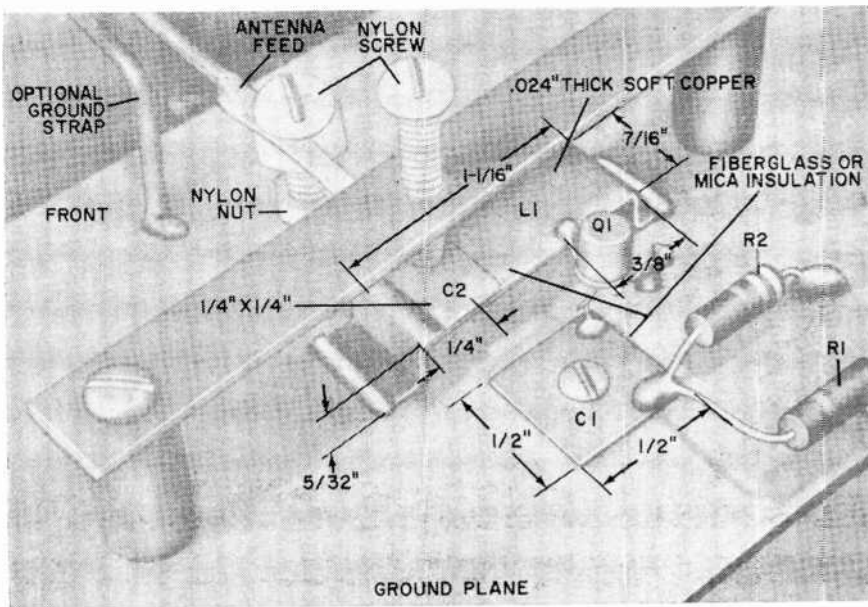 ANTENNA
FEED
NYLON
SCREW
OPTIONAL
GROUND
STRAP
.024" THICK SOFT COPPER
7/16"
1-1/16"
FIBERGLASS OR
MICA INSULATION
NYLON
NUT
FRONT
L1
Q1
R2
3/8"
1/4" X 1/4"
C2
1/4"
R1
C1
1/2"
1/2"
5/32"
GROUND PLANE